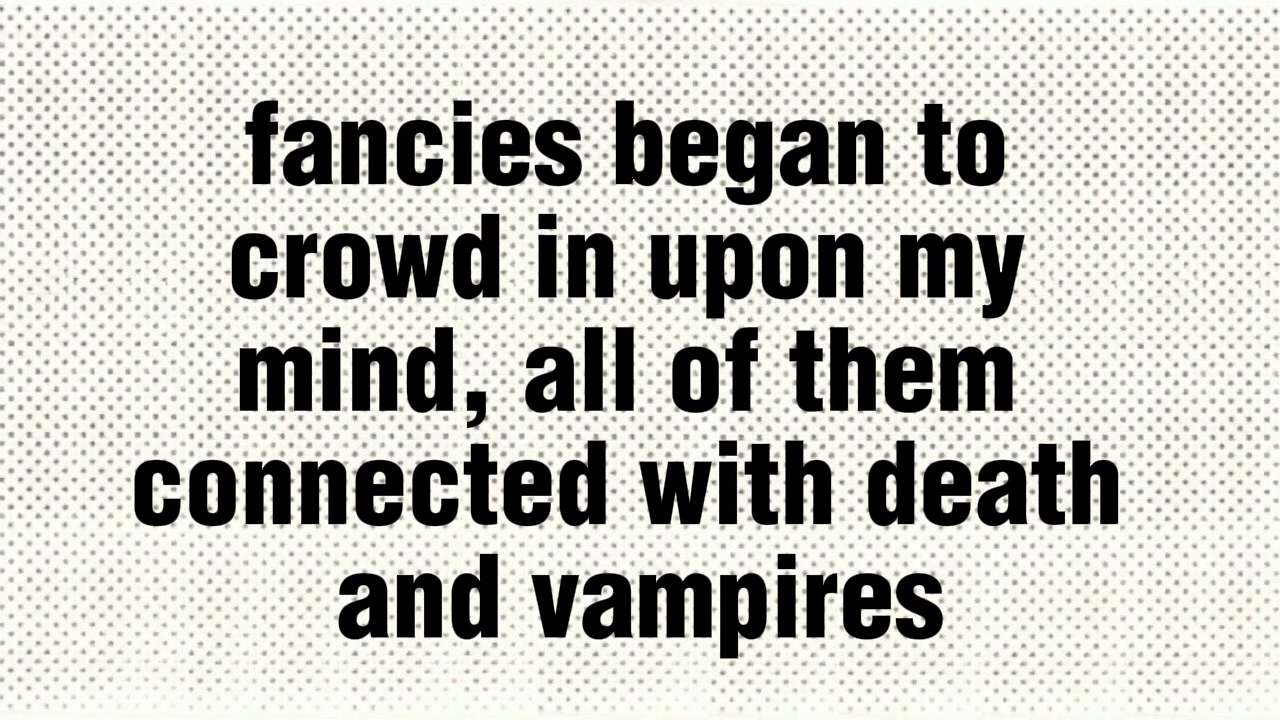 fancies began to
crowd in upon my
mind, all of them
connected with death
and vampires